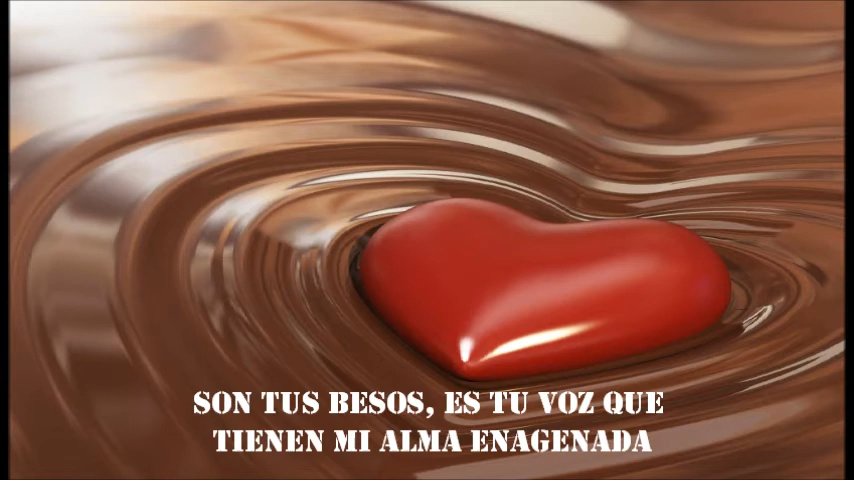 SON TUS BESOS, ES TU VOZ QUE
TIENEN MI ALMA ENAGENADA